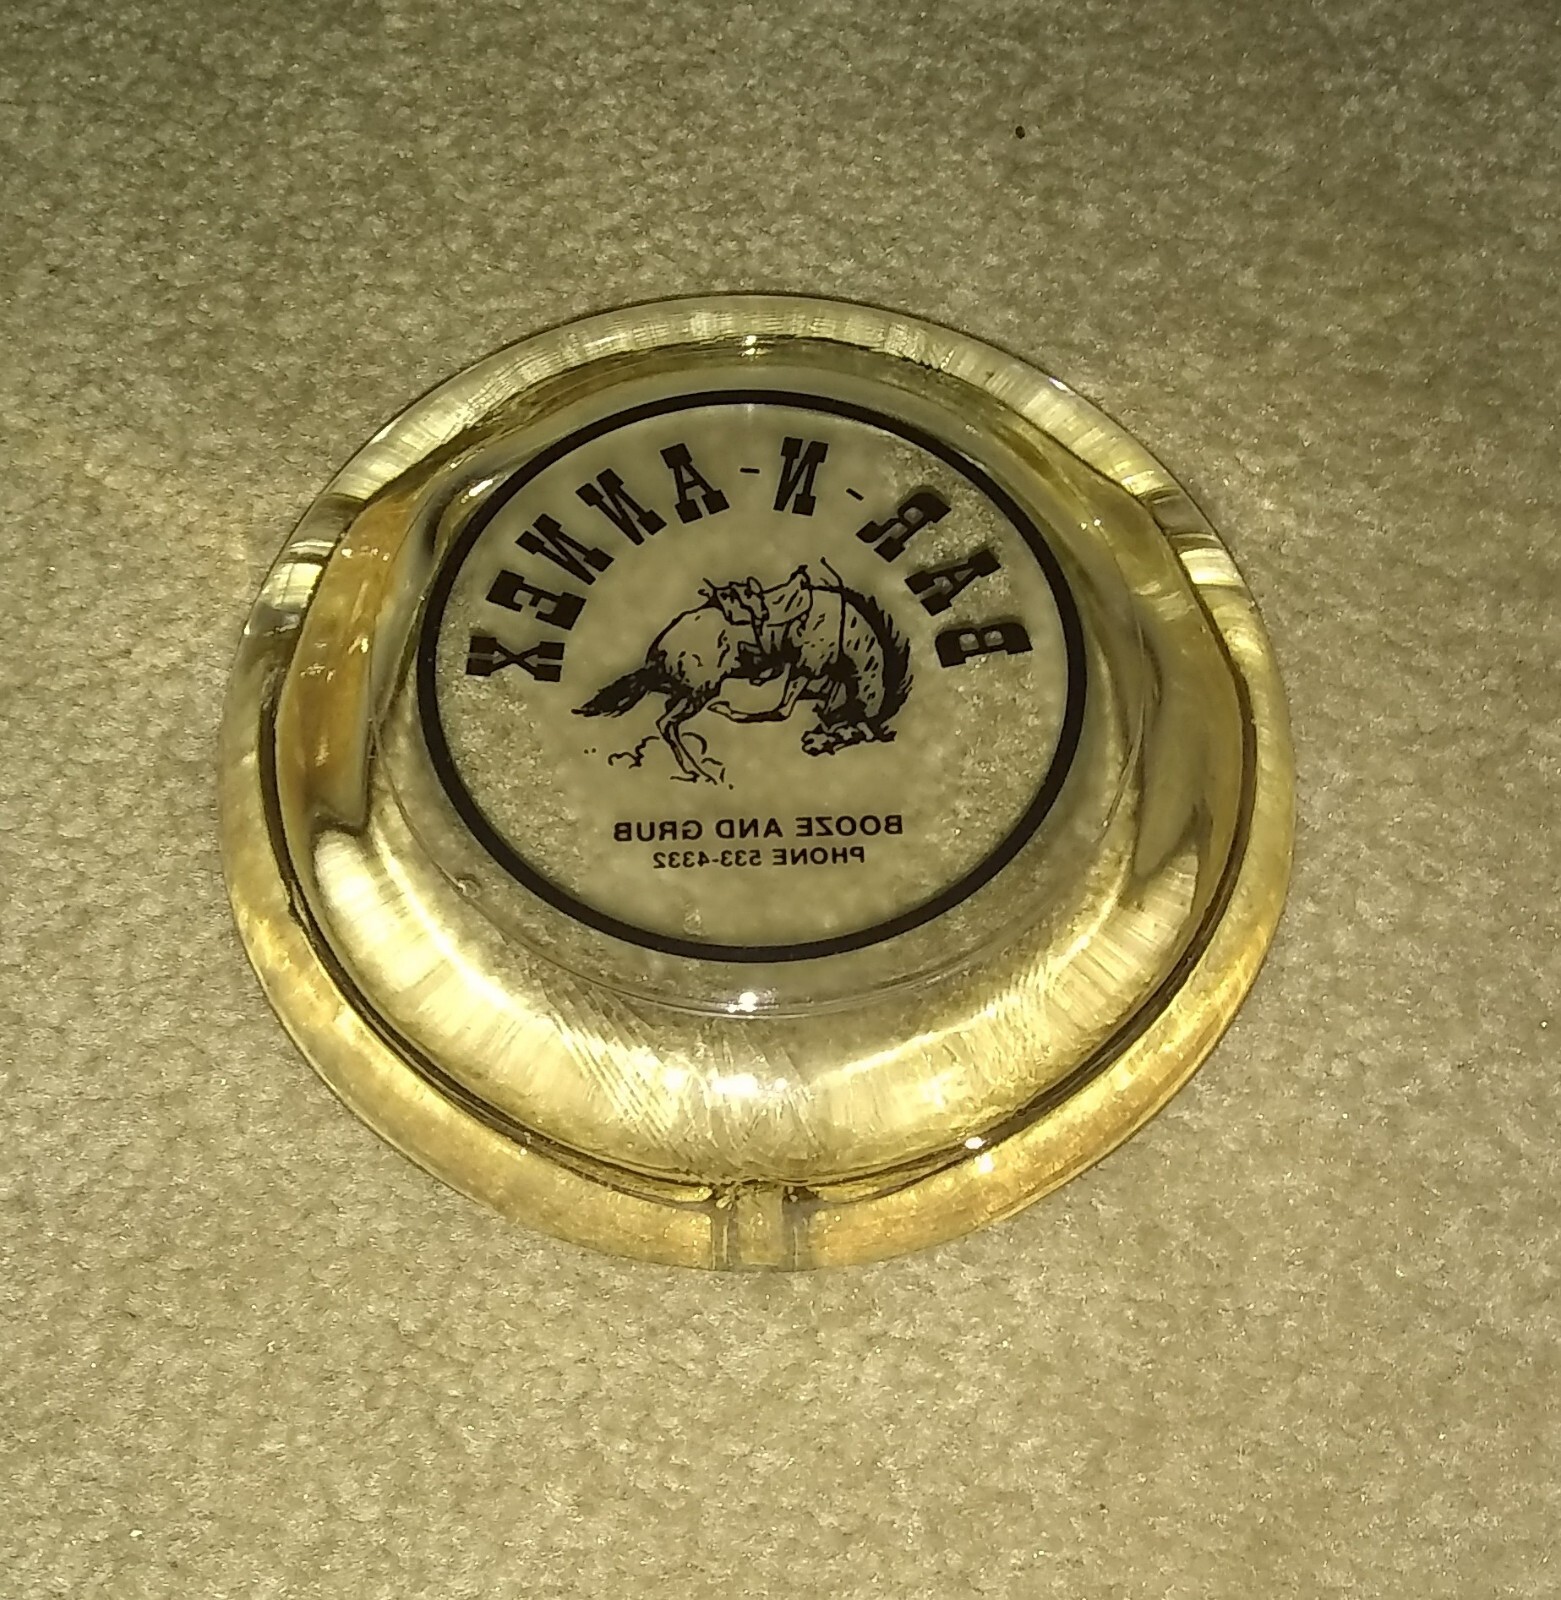 BAR-N-ANNEX
BOOZE AND GRUB
PHONE 533-4332